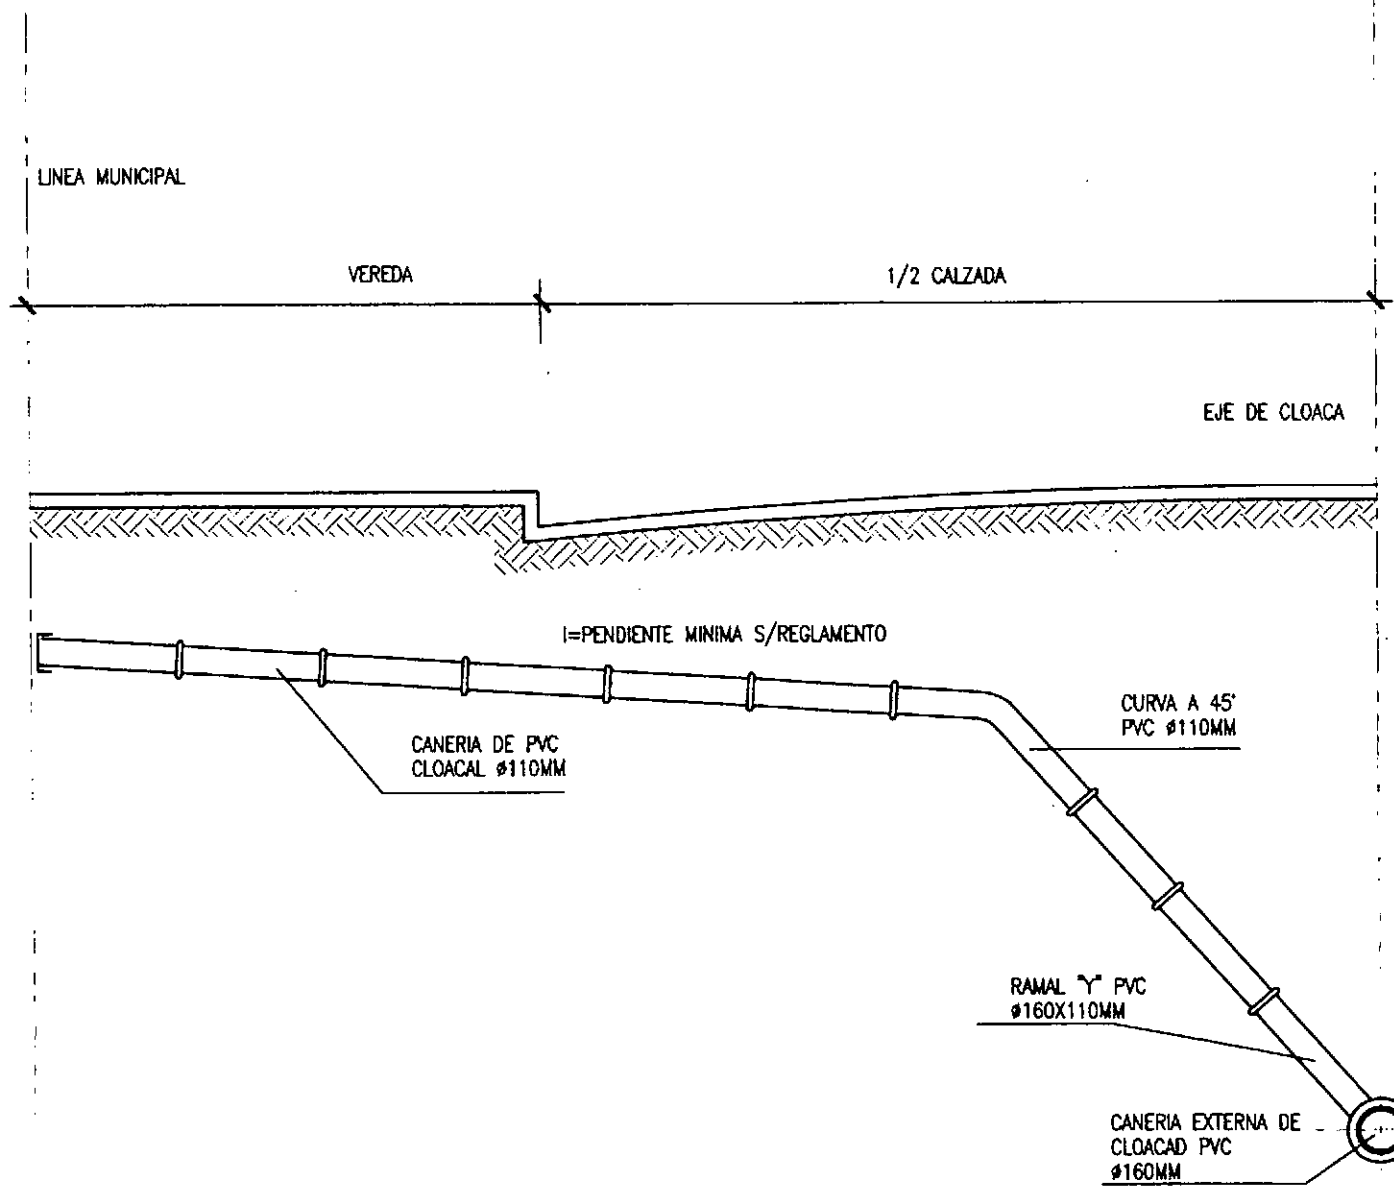 LINEA MUNICIPAL
VEREDA
1/2 CALZADA
EJE DE CLOACA
I=PENDIENTE MINIMA S/REGLAMENTO
CURVA A 45°
PVC ø110MM
CANERIA DE PVC
CLOACAL ø110MM
RAMAL "Y" PVC
ø160X110MM
CANERIA EXTERNA DE
CLOACAD PVC
ø160MM